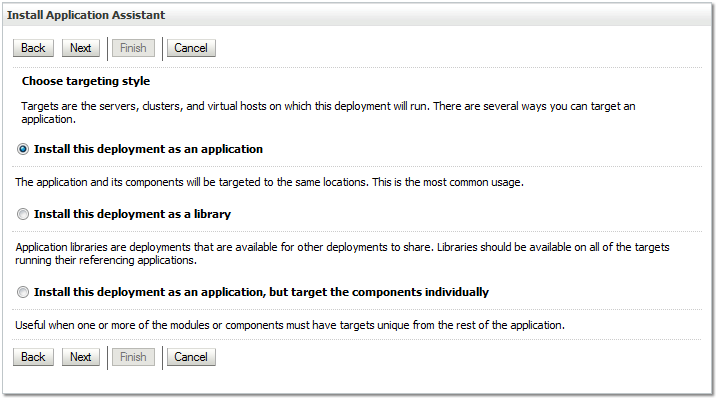 Install Application Assistant
Back Next Finish Cancel
Choose targeting style
Targets are the servers, clusters, and virtual hosts on which this deployment will run. There are several ways you can target an
application.
Install this deployment as an application
The application and its components will be targeted to the same locations. This is the most common usage.
Install this deployment as a library
Application libraries are deployments that are available for other deployments to share. Libraries should be available on all of the targets
running their referencing applications.
Install this deployment as an application, but target the components individually
Useful when one or more of the modules or components must have targets unique from the rest of the application.
Back Next Finish Cancel